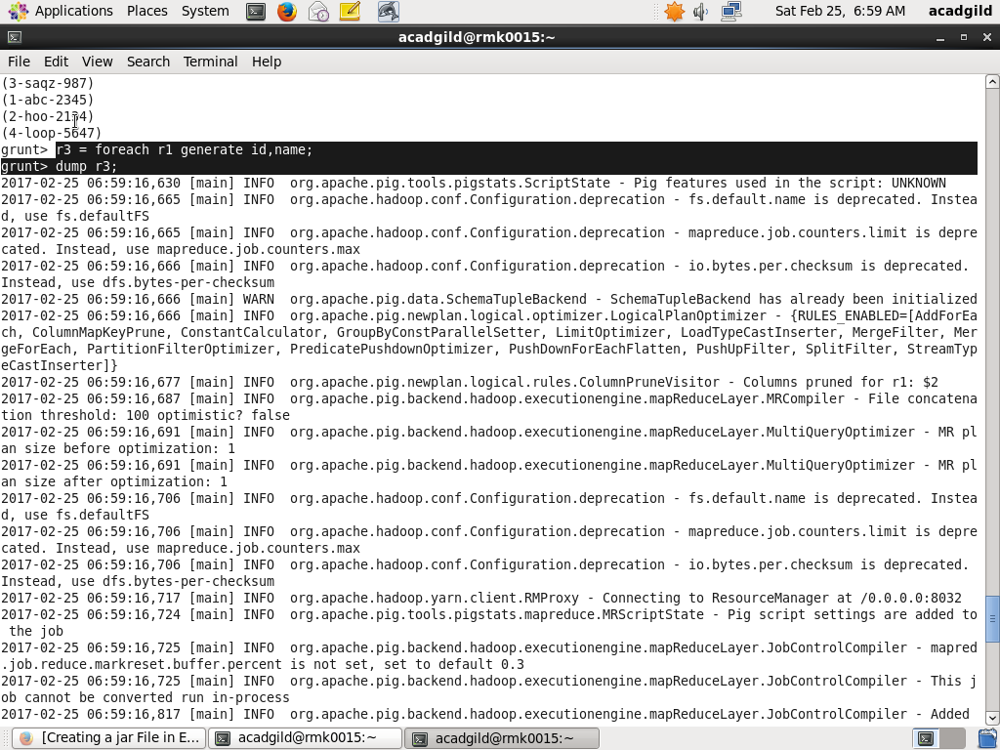 Applications Places System
Sat Feb 25, 6:59 AM acadgild
acadgild@rmk0015:~
File Edit View Search Terminal Help
(3-saqz-987)
(1-abc-2345)
(2-hoo-2134)
(4-loop-5647)
grunt> r3 = foreach r1 generate id,name;
grunt> dump r3;
2017-02-25 06:59:16,630 [main] INFO  org.apache.pig.tools.pigstats.ScriptState - Pig features used in the script: UNKNOWN
2017-02-25 06:59:16,665 [main] INFO  org.apache.hadoop.conf.Configuration.deprecation - fs.default.name is deprecated. Instea
d, use fs.defaultFS
2017-02-25 06:59:16,665 [main] INFO  org.apache.hadoop.conf.Configuration.deprecation - mapreduce.job.counters.limit is depre
cated. Instead, use mapreduce.job.counters.max
2017-02-25 06:59:16,666 [main] INFO  org.apache.hadoop.conf.Configuration.deprecation - io.bytes.per.checksum is deprecated.
Instead, use dfs.bytes-per-checksum
2017-02-25 06:59:16,666 [main] WARN  org.apache.pig.data.SchemaTupleBackend - SchemaTupleBackend has already been initialized
2017-02-25 06:59:16,666 [main] INFO  org.apache.pig.newplan.logical.optimizer.LogicalPlanOptimizer - {RULES_ENABLED=[AddForEa
ch, ColumnMapKeyPrune, ConstantCalculator, GroupByConstParallelSetter, LimitOptimizer, LoadTypeCastInserter, MergeFilter, Mer
geForEach, PartitionFilterOptimizer, PredicatePushdownOptimizer, PushDownForEachFlatten, PushUpFilter, SplitFilter, StreamTyp
eCastInserter]}
2017-02-25 06:59:16,677 [main] INFO  org.apache.pig.newplan.logical.rules.ColumnPruneVisitor - Columns pruned for r1: $2
2017-02-25 06:59:16,687 [main] INFO  org.apache.pig.backend.hadoop.executionengine.mapReduceLayer.MRCompiler - File concatena
tion threshold: 100 optimistic? false
2017-02-25 06:59:16,691 [main] INFO  org.apache.pig.backend.hadoop.executionengine.mapReduceLayer.MultiQueryOptimizer - MR pl
an size before optimization: 1
2017-02-25 06:59:16,691 [main] INFO  org.apache.pig.backend.hadoop.executionengine.mapReduceLayer.MultiQueryOptimizer - MR pl
an size after optimization: 1
2017-02-25 06:59:16,706 [main] INFO  org.apache.hadoop.conf.Configuration.deprecation - fs.default.name is deprecated. Instea
d, use fs.defaultFS
2017-02-25 06:59:16,706 [main] INFO  org.apache.hadoop.conf.Configuration.deprecation - mapreduce.job.counters.limit is depre
cated. Instead, use mapreduce.job.counters.max
2017-02-25 06:59:16,706 [main] INFO  org.apache.hadoop.conf.Configuration.deprecation - io.bytes.per.checksum is deprecated.
Instead, use dfs.bytes-per-checksum
2017-02-25 06:59:16,717 [main] INFO  org.apache.hadoop.yarn.client.RMProxy - Connecting to ResourceManager at /0.0.0.0:8032
2017-02-25 06:59:16,724 [main] INFO  org.apache.pig.tools.pigstats.mapreduce.MRScriptState - Pig script settings are added to
 the job
2017-02-25 06:59:16,725 [main] INFO  org.apache.pig.backend.hadoop.executionengine.mapReduceLayer.JobControlCompiler - mapred
.job.reduce.markreset.buffer.percent is not set, set to default 0.3
2017-02-25 06:59:16,725 [main] INFO  org.apache.pig.backend.hadoop.executionengine.mapReduceLayer.JobControlCompiler - This j
ob cannot be converted run in-process
2017-02-25 06:59:16,817 [main] INFO  org.apache.pig.backend.hadoop.executionengine.mapReduceLayer.JobControlCompiler - Added
[Creating a jar File in E... acadgild@rmk0015:~ acadgild@rmk0015:~